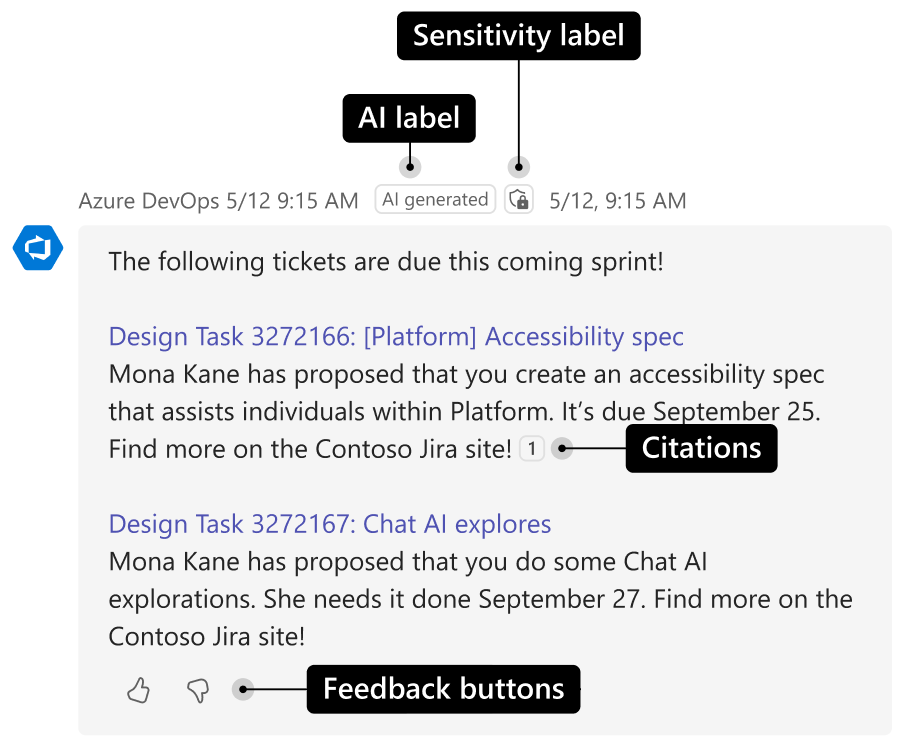 Sensitivity label
AI label
Azure DevOps 5/12 9:15 AM AI generated 5/12, 9:15 AM
The following tickets are due this coming sprint!
Design Task 3272166: [Platform] Accessibility spec
Mona Kane has proposed that you create an accessibility spec
that assists individuals within Platform. It’s due September 25.
Find more on the Contoso Jira site! 1 Citations
Design Task 3272167: Chat AI explores
Mona Kane has proposed that you do some Chat AI
explorations. She needs it done September 27. Find more on the
Contoso Jira site!
Feedback buttons